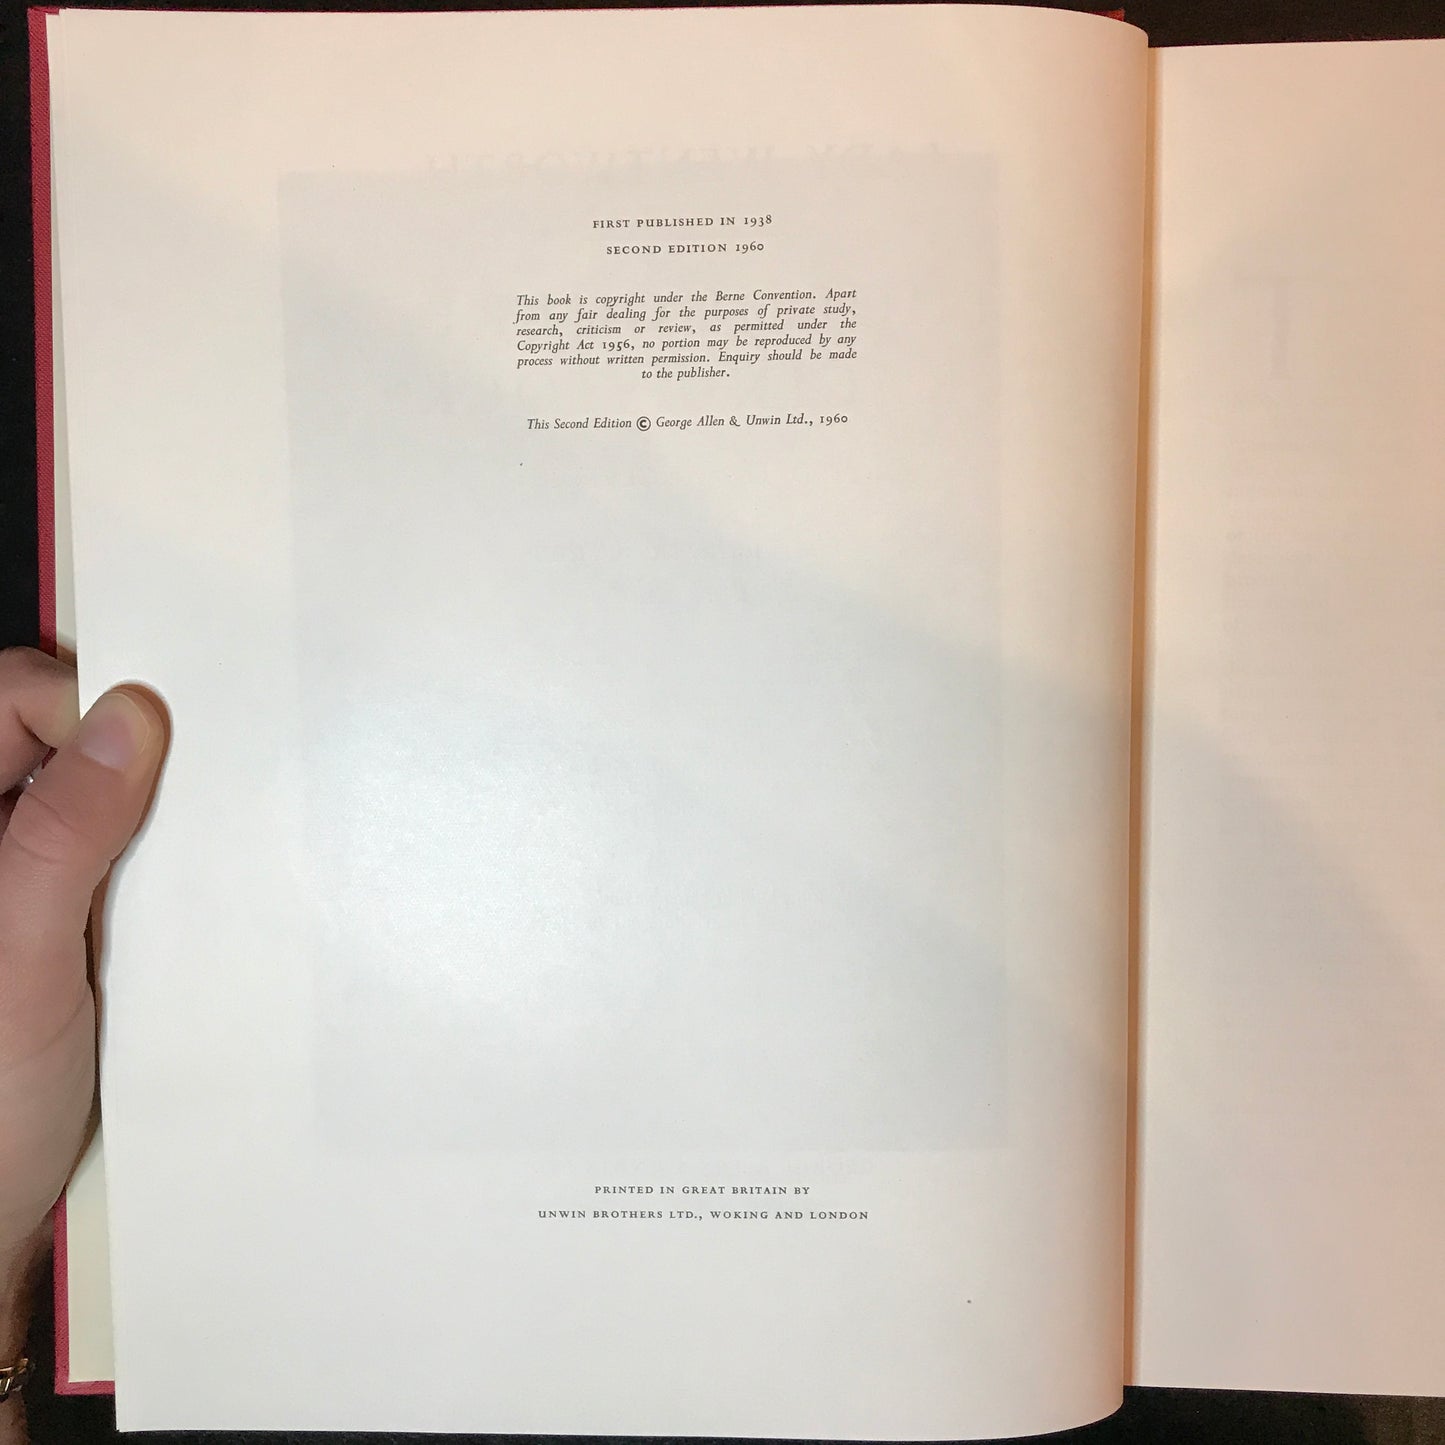 FIRST PUBLISHED IN 1938
SECOND EDITION 1960
This book is copyright under the Berne Convention. Apart
from any fair dealing for the purposes of private study,
research, criticism or review, as permitted under the
Copyright Act 1956, no portion may be reproduced by any
process without written permission. Enquiry should be made
to the publisher.
This Second Edition © George Allen & Unwin Ltd., 1960
PRINTED IN GREAT BRITAIN BY
UNWIN BROTHERS LTD., WOKING AND LONDON